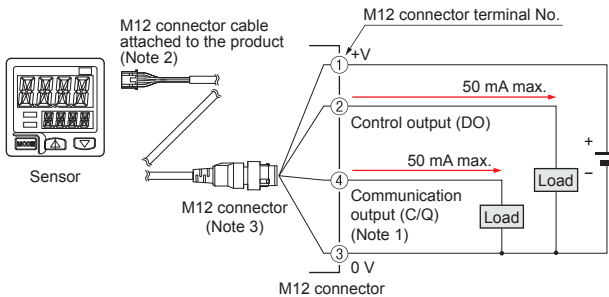 M12 connector cable
attached to the product
(Note 2)
M12 connector terminal No.
1
+V
50 mA max.
2
Control output (DO)
50 mA max.
+
−
Load
4
Communication
output (C/Q)
(Note 1)
Load
3
0 V
M12 connector
MODE
Sensor
M12 connector
(Note 3)